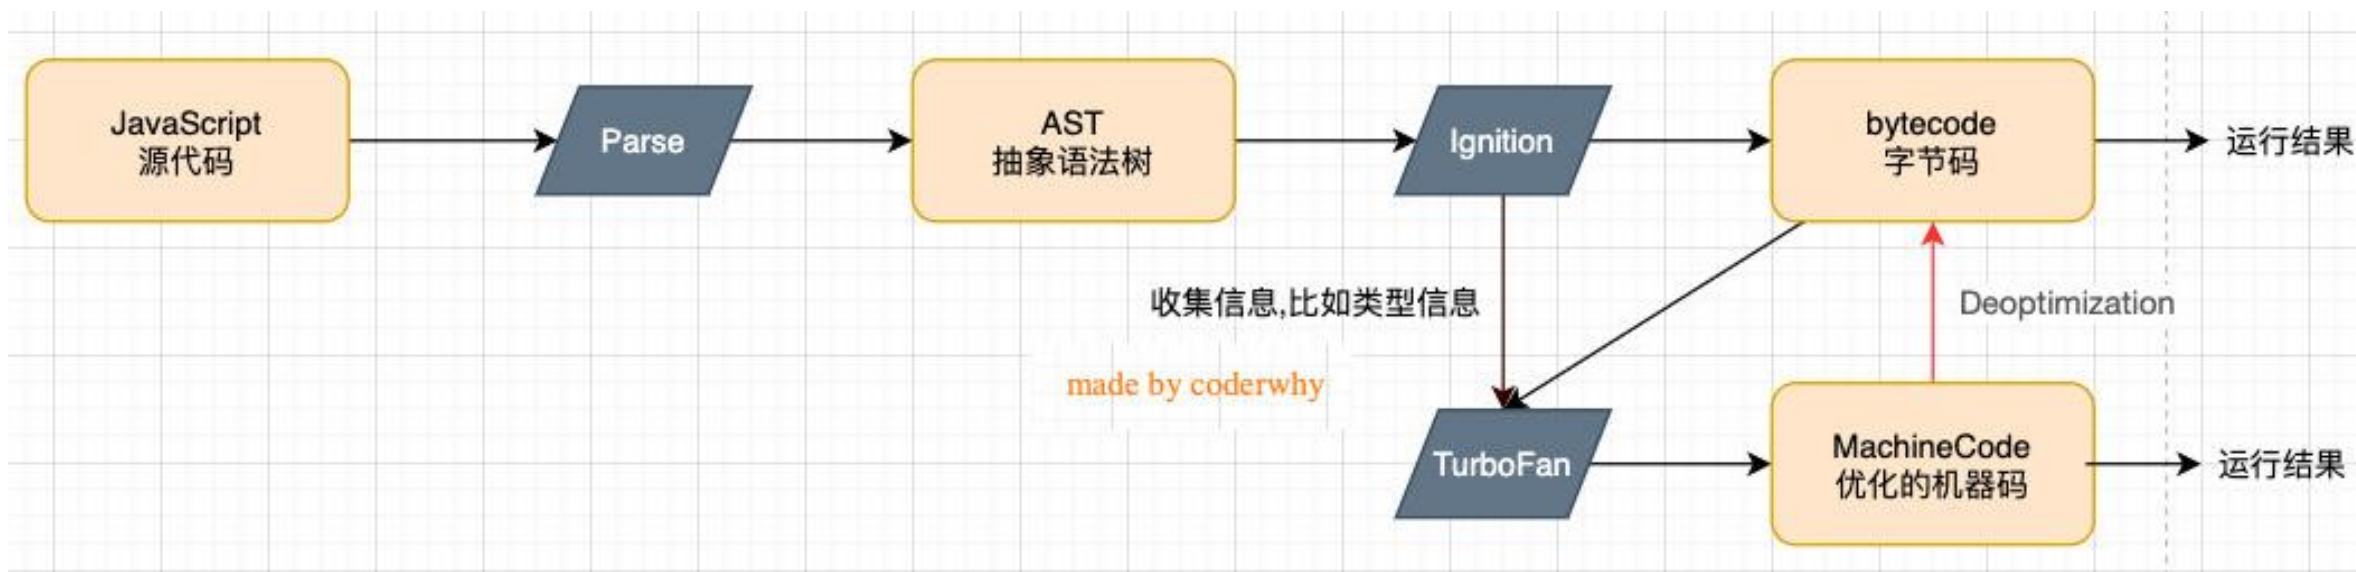 JavaScript
源代码
Parse
AST
抽象语法树
Ignition
bytecode
字节码
运行结果
收集信息,比如类型信息
Deoptimization
made by coderwhy
TurboFan
MachineCode
优化的机器码
运行结果